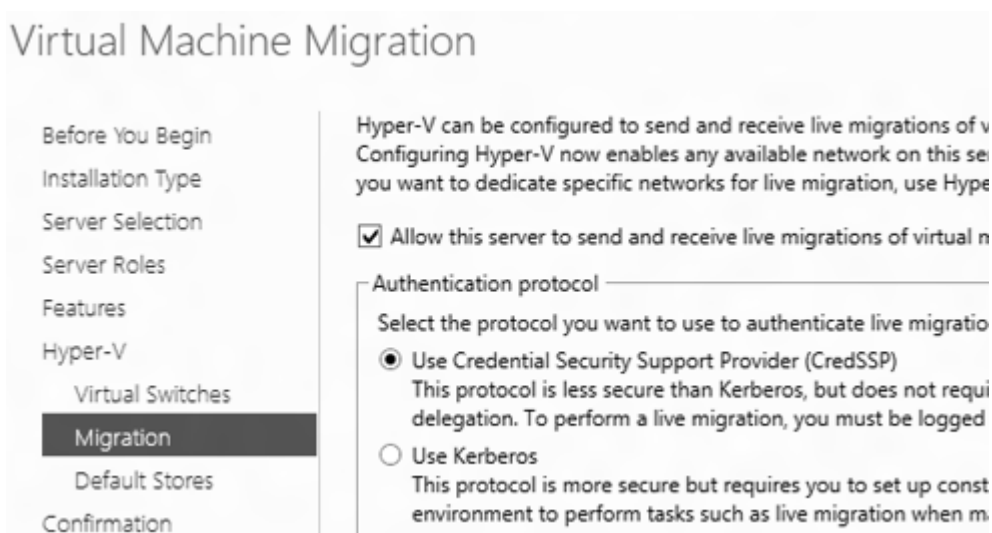 Virtual Machine Migration
Before You Begin
Installation Type
Server Selection
Server Roles
Features
Hyper-V
Virtual Switches
Migration
Default Stores
Confirmation
Hyper-V can be configured to send and receive live migrations of v
Configuring Hyper-V now enables any available network on this se
you want to dedicate specific networks for live migration, use Hype
Allow this server to send and receive live migrations of virtual
Authentication protocol
Select the protocol you want to use to authenticate live migratio
Use Credential Security Support Provider (CredSSP)
This protocol is less secure than Kerberos, but does not requi
delegation. To perform a live migration, you must be logged
Use Kerberos
This protocol is more secure but requires you to set up const
environment to perform tasks such as live migration when ma